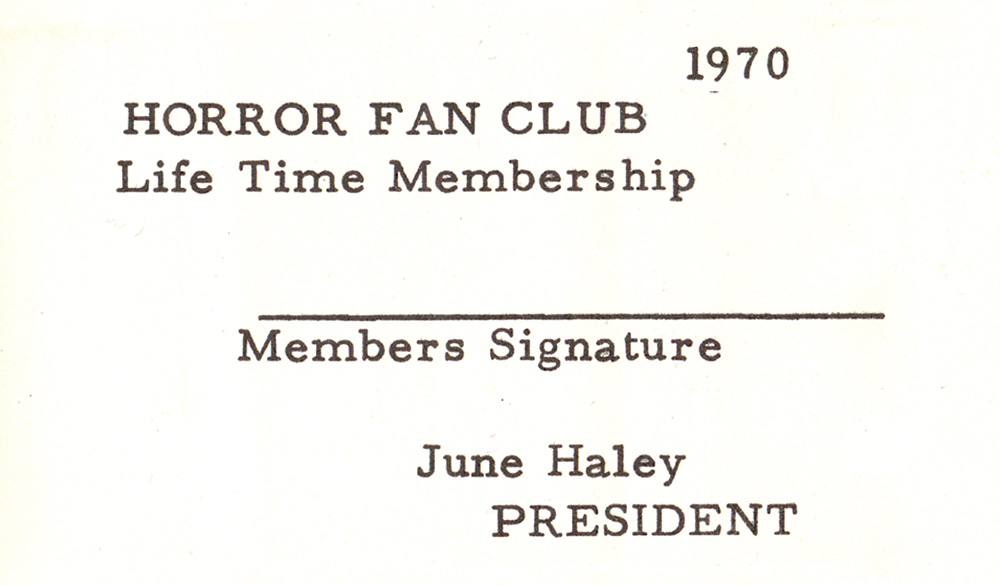 1970
HORROR FAN CLUB
Life Time Membership
Members Signature
June Haley
PRESIDENT